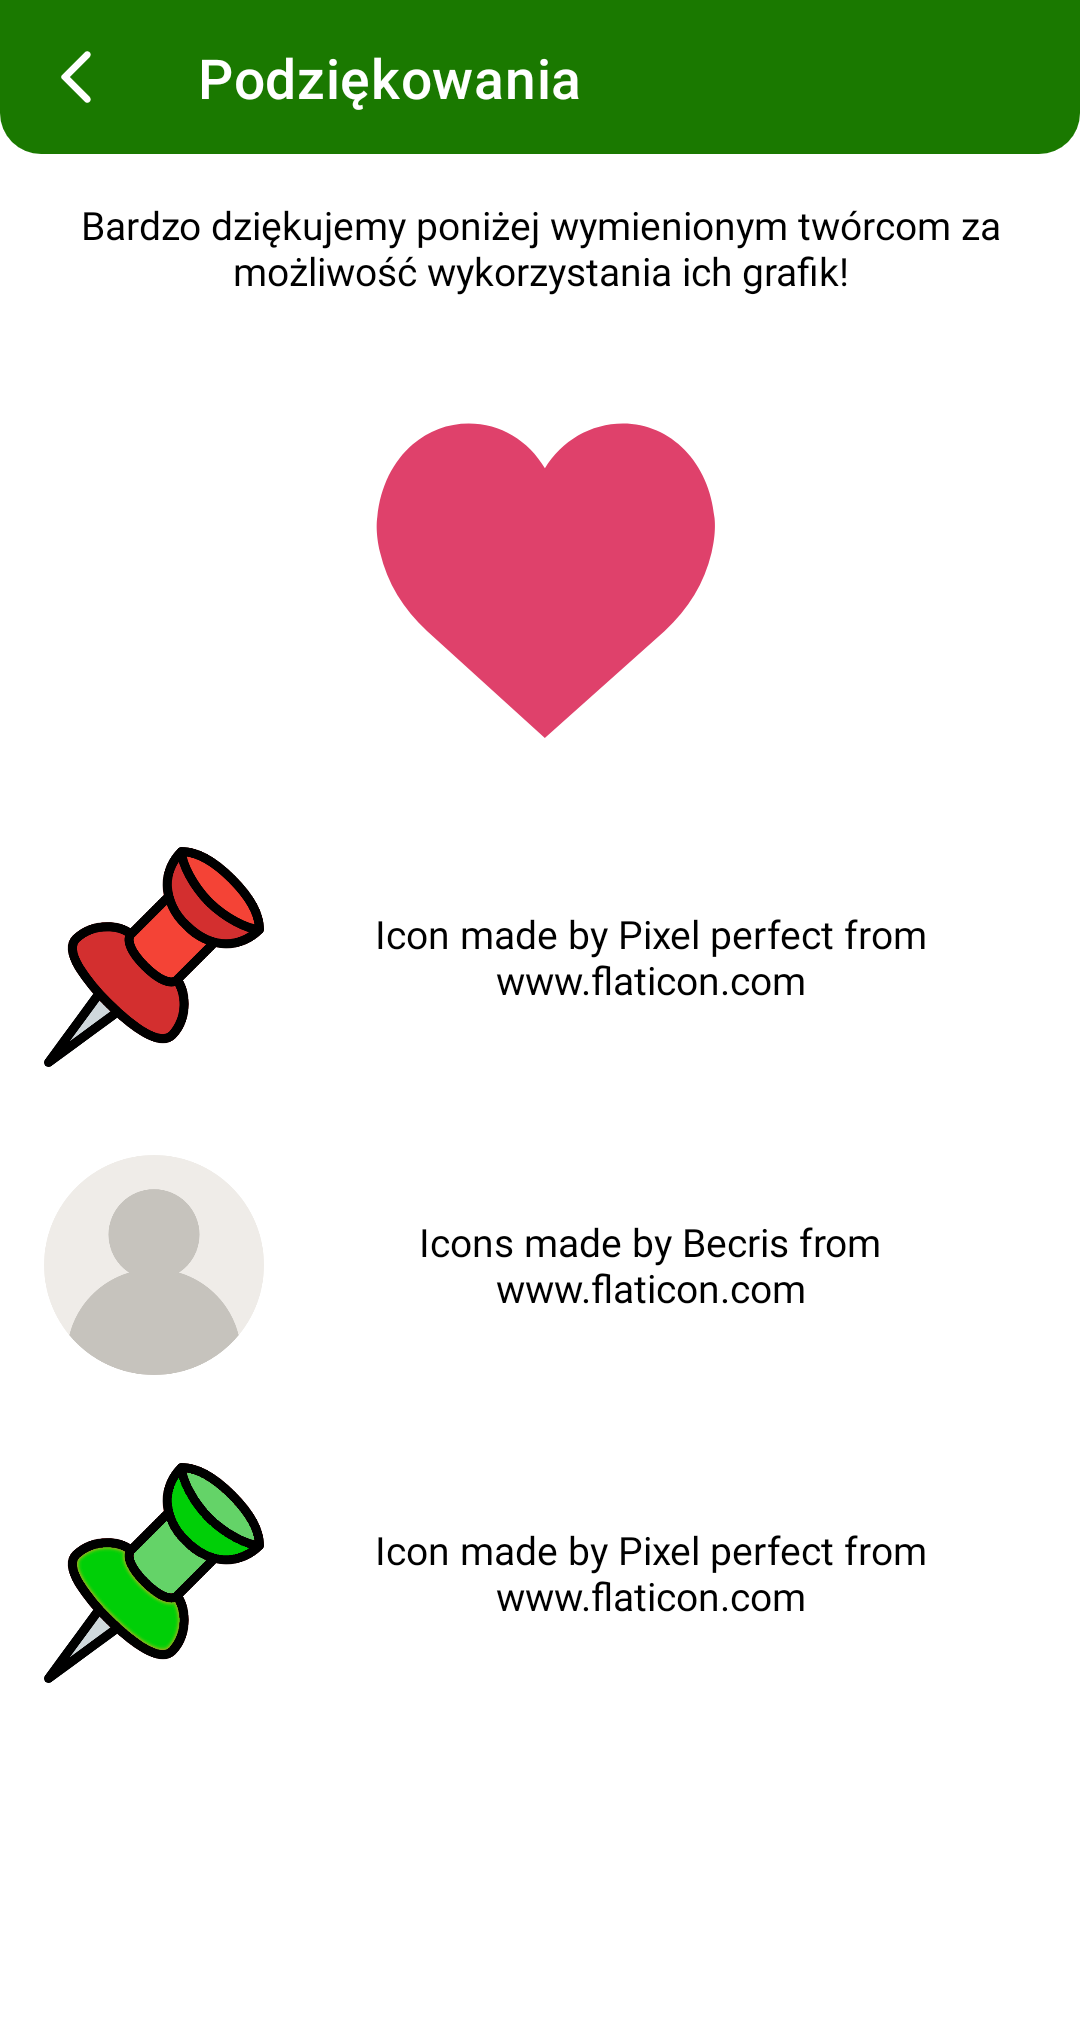 Podziękowania
Bardzo dziękujemy poniżej wymienionym twórcom za
możliwość wykorzystania ich grafik!
Icon made by Pixel perfect from
www.flaticon.com
Icons made by Becris from
www.flaticon.com
Icon made by Pixel perfect from
www.flaticon.com